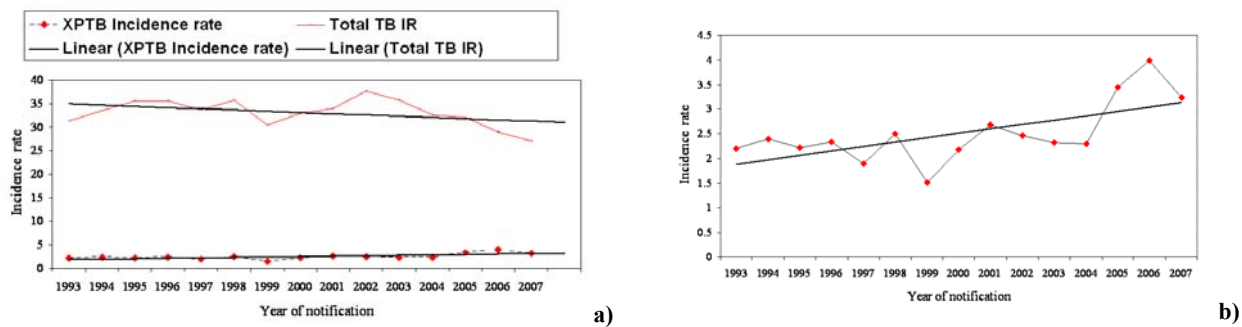 XPTB Incidence rate Total TB IR
Linear (XPTB Incidence rate) Linear (Total TB IR)
40
35
30
25
20
15
10
5
0
Incidence rate
1993 1994 1995 1996 1997 1998 1999 2000 2001 2002 2003 2004 2005 2006 2007
Year of notification
a)
4.5
4
3.5
3
2.5
2
1.5
1
0.5
0
Incidence rate
1993 1994 1995 1996 1997 1998 1999 2000 2001 2002 2003 2004 2005 2006 2007
Year of notification
b)